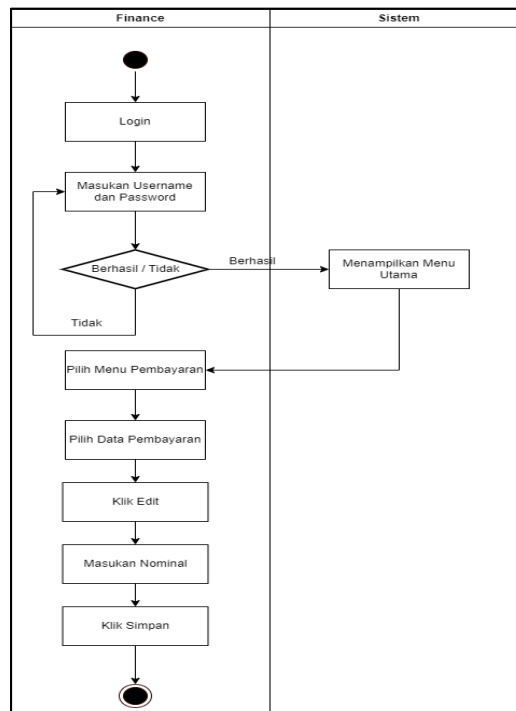 Finance
Sistem
Login
Masukan Username
dan Password
Berhasil / Tidak
Berhasil
Menampilkan Menu
Utama
Tidak
Pilih Menu Pembayaran
Pilih Data Pembayaran
Klik Edit
Masukan Nominal
Klik Simpan